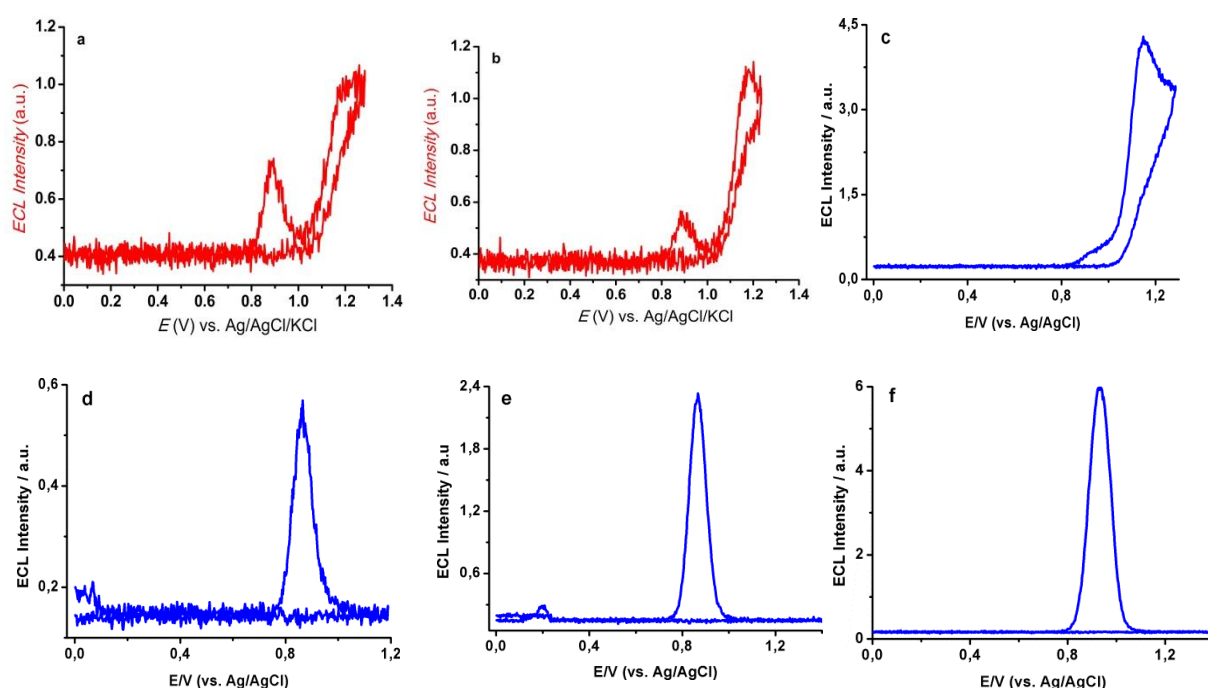 a
1.2
1.0
0.8
0.6
0.4
ECL Intensity (a.u.)
0.0 0.2 0.4 0.6 0.8 1.0 1.2 1.4
E (V) vs. Ag/AgCl/KCl
b
1.2
1.0
0.8
0.6
0.4
ECL Intensity (a.u.)
0.0 0.2 0.4 0.6 0.8 1.0 1.2 1.4
E (V) vs. Ag/AgCl/KCl
c
4,5
3,0
1,5
0,0
ECL Intensity / a.u.
0,0 0,4 0,8 1,2
E/V (vs. Ag/AgCl)
d
0,6
0,4
0,2
ECL Intensity / a.u.
0,0 0,4 0,8 1,2
E/V (vs. Ag/AgCl)
e
2,4
1,8
1,2
0,6
ECL Intensity / a.u
0,0 0,4 0,8 1,2
E/V (vs. Ag/AgCl)
f
6
4
2
0
ECL Intensity / a.u.
0,0 0,4 0,8 1,2
E/V (vs. Ag/AgCl)